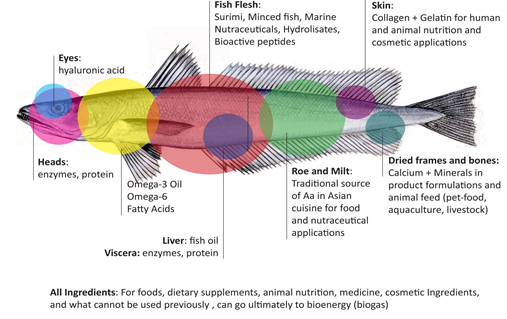 Fish Flesh:
Surimi, Minced fish, Marine
Nutraceuticals, Hydrolisates,
Bioactive peptides
Skin:
Collagen + Gelatin for human
and animal nutrition and
cosmetic applications
Eyes:
hyaluronic acid
Heads:
enzymes, protein
Omega-3 Oil
Omega-6
Fatty Acids
Liver: fish oil
Viscera: enzymes, protein
Roe and Milt:
Traditional source
of Aa in Asian
cuisine for food
and nutraceutical
applications
Dried frames and bones:
Calcium + Minerals in
product formulations and
animal feed (pet-food,
aquaculture, livestock)
All Ingredients: For foods, dietary supplements, animal nutrition, medicine, cosmetic Ingredients,
and what cannot be used previously , can go ultimately to bioenergy (biogas)